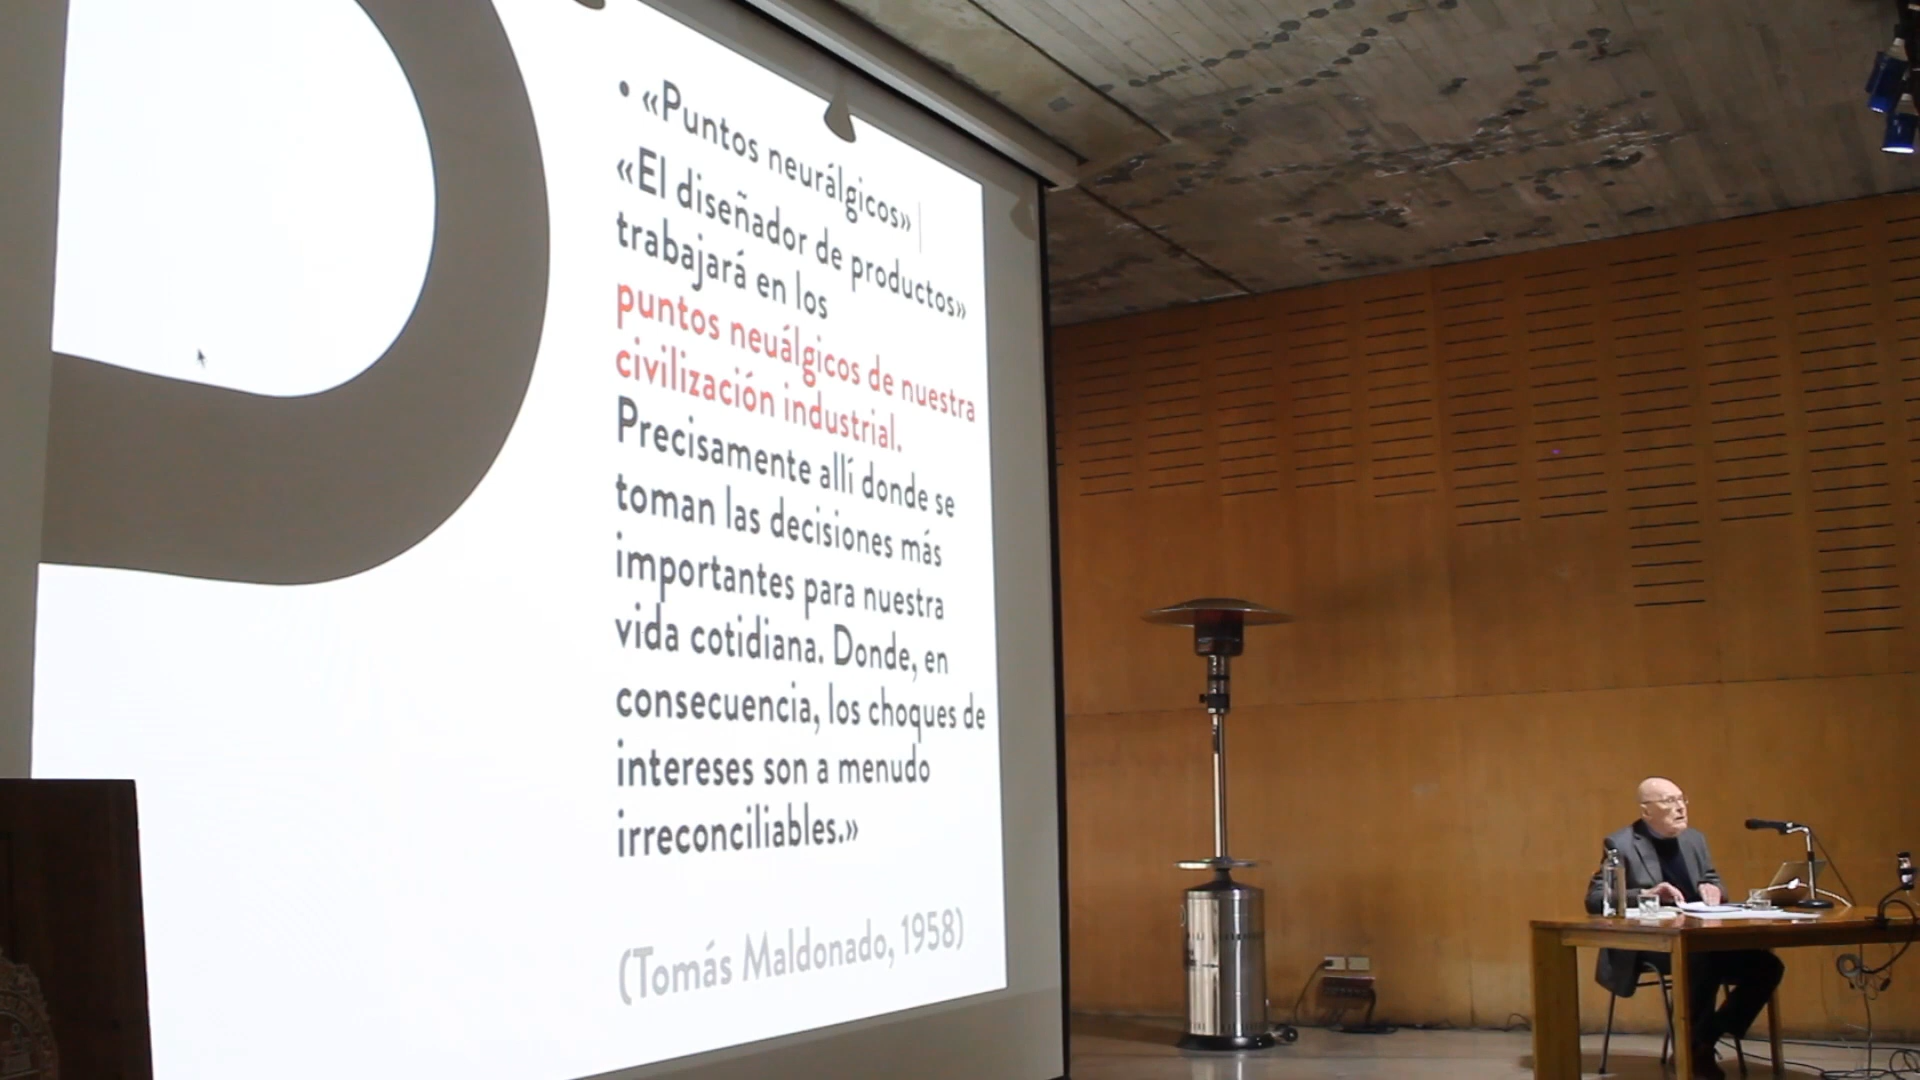 • «Puntos neurálgicos» |
«El diseñador de productos»
trabajará en los
puntos neuálgicos de nuestra
civilización industrial.
Precisamente allí donde se
toman las decisiones más
importantes para nuestra
vida cotidiana. Donde, en
consecuencia, los choques de
intereses son a menudo
irreconciliables.»
(Tomás Maldonado, 1958)